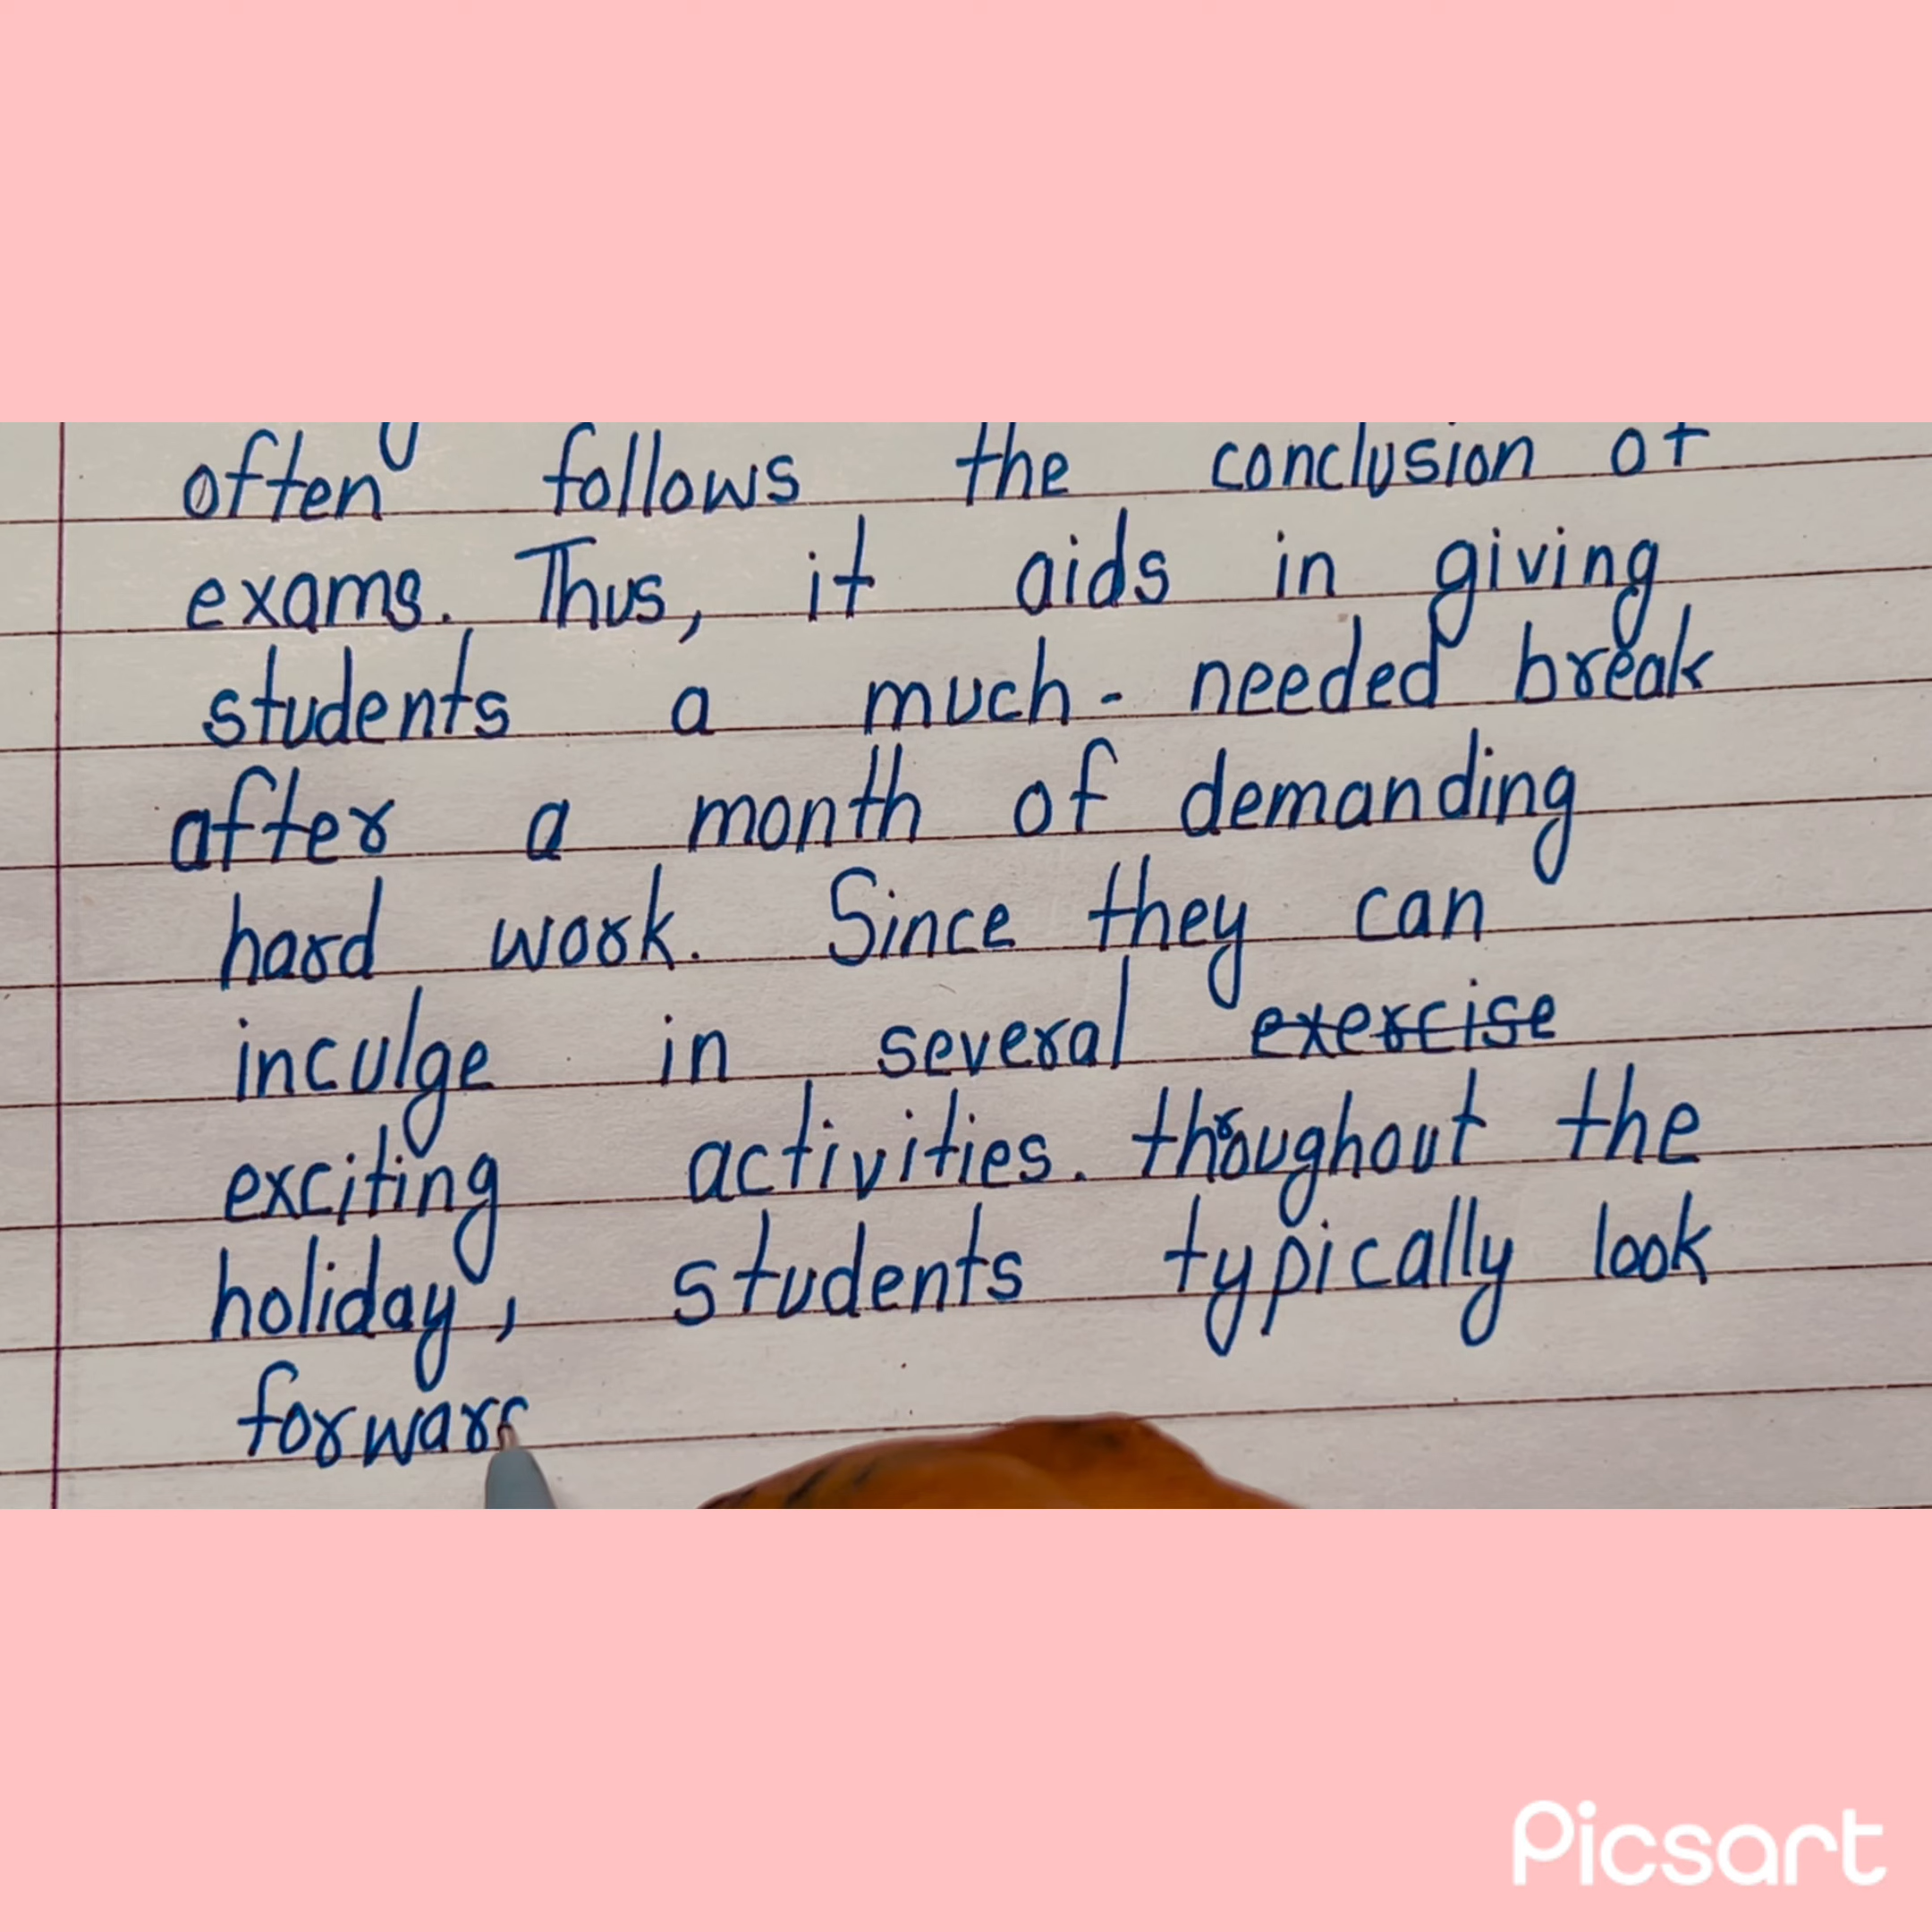 often follows the conclusion of
exams. Thus, it aids in giving
students a much- needed break
after a month of demanding
hard work. Since they can
inculge in several exercise
exciting activities. throughout the
holiday, students typically look
forward
Picsart